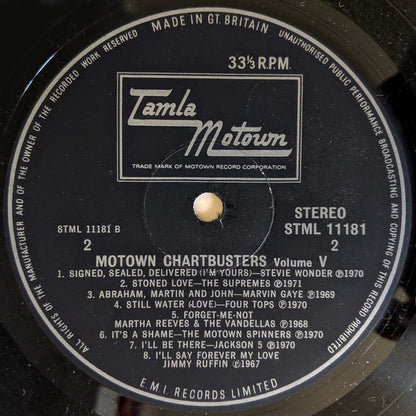 MADE IN GT. BRITAIN
UNAUTHORISED PUBLIC PERFORMANCE BROADCASTING AND COPYING OF THIS RECORD PROHIBITED
ALL RIGHTS OF THE MANUFACTURER AND OF THE OWNER OF THE RECORDED WORK RESERVED
33⅓ R.P.M.
Tamla
Motown
TRADE MARK OF MOTOWN RECORD CORPORATION
STML 11181 B
2
STEREO
STML 11181
2
MOTOWN CHARTBUSTERS Volume V
1. SIGNED, SEALED, DELIVERED (I'M YOURS)—STEVIE WONDER ℗1970
2. STONED LOVE—THE SUPREMES ℗1971
3. ABRAHAM, MARTIN AND JOHN—MARVIN GAYE ℗1969
4. STILL WATER (LOVE)—FOUR TOPS ℗1970
5. FORGET-ME-NOT
MARTHA REEVES & THE VANDELLAS ℗1968
6. IT'S A SHAME—THE MOTOWN SPINNERS ℗1970
7. I'LL BE THERE—JACKSON 5 ℗1970
8. I'LL SAY FOREVER MY LOVE
JIMMY RUFFIN ℗1967
E M I RECORDS LIMITED